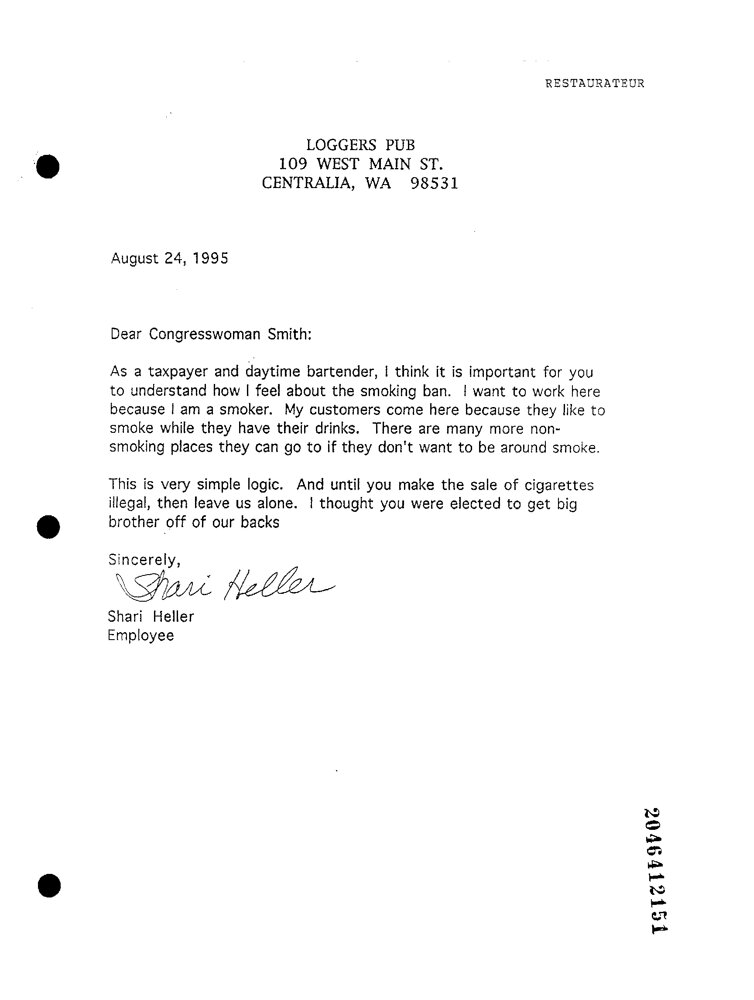 RESTAURATEUR
LOGGERS PUB
109 WEST MAIN ST.
CENTRALIA, WA 98531
August 24, 1995
Dear Congresswoman Smith:
As a taxpayer and daytime bartender, I think it is important for you
to understand how I feel about the smoking ban. I want to work here
because I am a smoker. My customers come here because they like to
smoke while they have their drinks. There are many more non-
smoking places they can go to if they don't want to be around smoke.
This is very simple logic. And until you make the sale of cigarettes
illegal, then leave us alone. I thought you were elected to get big
brother off of our backs
Sincerely,
Shari Heller
Shari Heller
Employee
2046412151